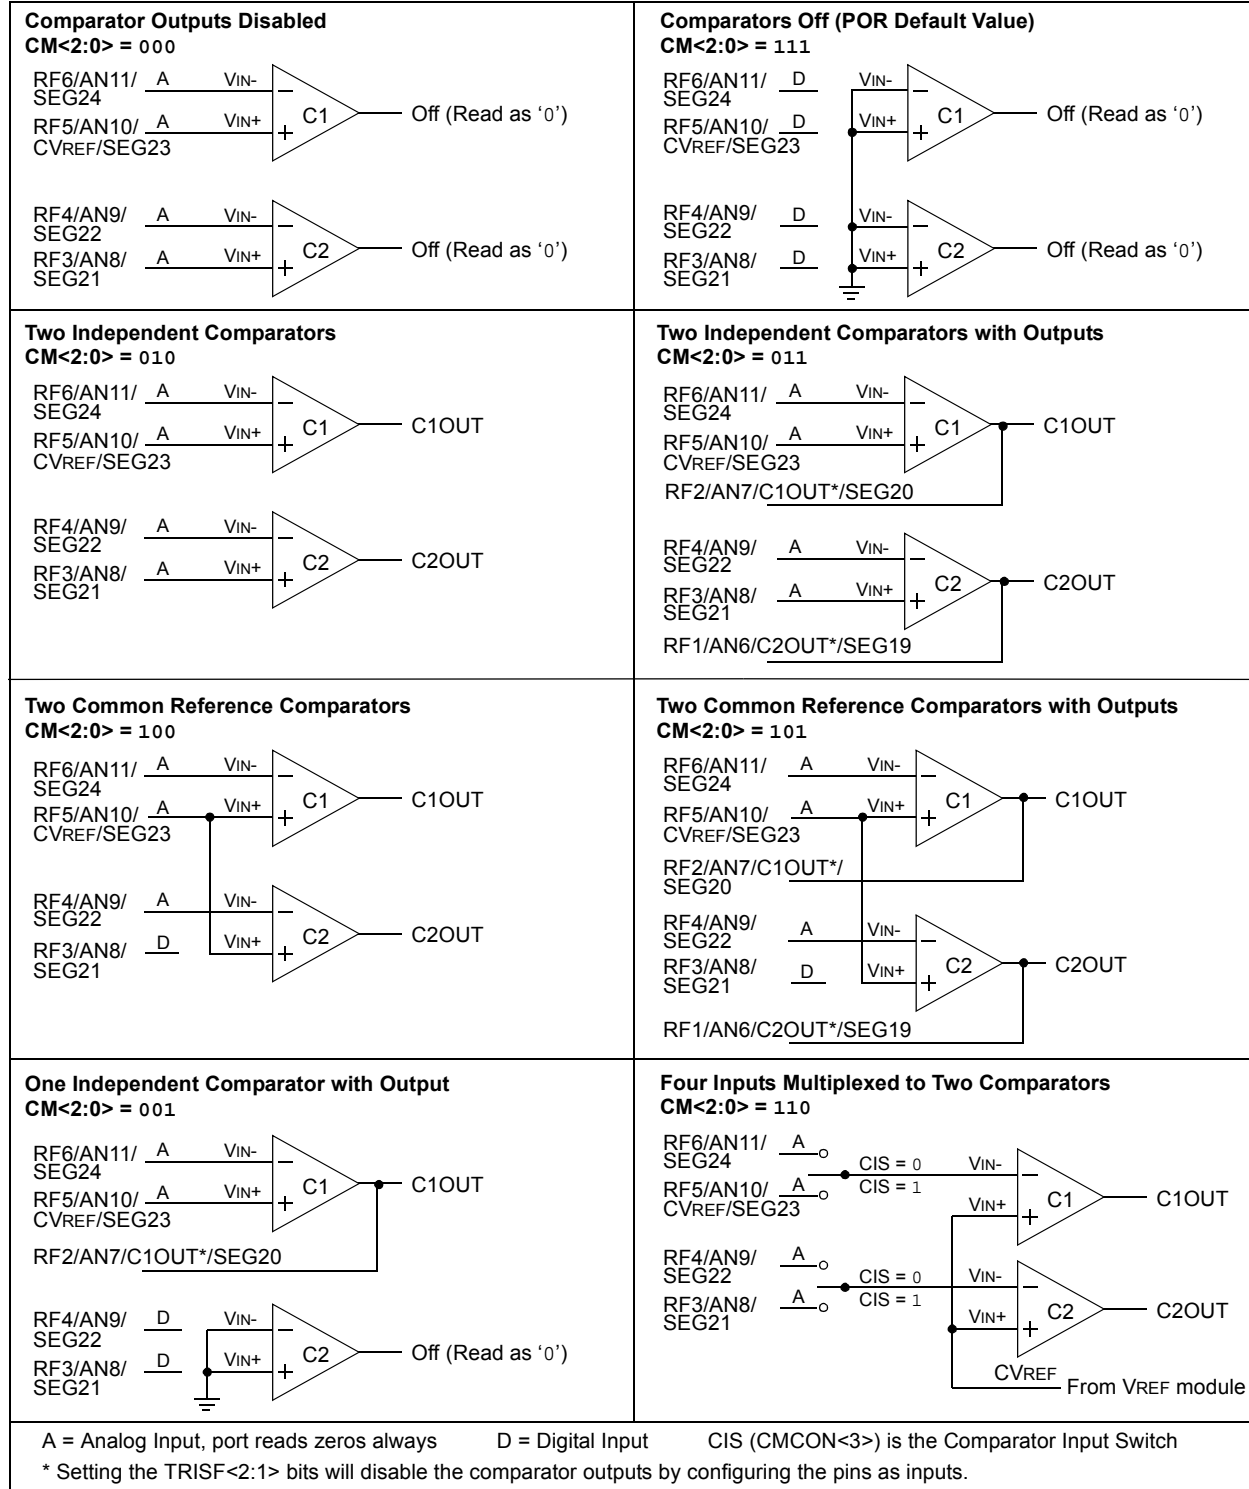 Comparator Outputs Disabled
CM<2:0> = 000
RF6/AN11/ A VIN-
SEG24
C1 Off (Read as ‘0’)
RF5/AN10/ A VIN+
CVREF/SEG23
RF4/AN9/ A VIN-
SEG22
C2 Off (Read as ‘0’)
RF3/AN8/ A VIN+
SEG21
Comparators Off (POR Default Value)
CM<2:0> = 111
RF6/AN11/ D VIN-
SEG24
C1 Off (Read as ‘0’)
RF5/AN10/ D VIN+
CVREF/SEG23
RF4/AN9/ D VIN-
SEG22
C2 Off (Read as ‘0’)
RF3/AN8/ D VIN+
SEG21
Two Independent Comparators
CM<2:0> = 010
RF6/AN11/ A VIN-
SEG24
C1 C1OUT
RF5/AN10/ A VIN+
CVREF/SEG23
RF4/AN9/ A VIN-
SEG22
C2 C2OUT
RF3/AN8/ A VIN+
SEG21
Two Independent Comparators with Outputs
CM<2:0> = 011
RF6/AN11/ A VIN-
SEG24
C1 C1OUT
RF5/AN10/ A VIN+
CVREF/SEG23
RF2/AN7/C1OUT*/SEG20
RF4/AN9/ A VIN-
SEG22
C2 C2OUT
RF3/AN8/ A VIN+
SEG21
RF1/AN6/C2OUT*/SEG19
Two Common Reference Comparators
CM<2:0> = 100
RF6/AN11/ A VIN-
SEG24
C1 C1OUT
RF5/AN10/ A VIN+
CVREF/SEG23
RF4/AN9/ A VIN-
SEG22
C2 C2OUT
RF3/AN8/ D VIN+
SEG21
Two Common Reference Comparators with Outputs
CM<2:0> = 101
RF6/AN11/ A VIN-
SEG24
C1 C1OUT
RF5/AN10/ A VIN+
CVREF/SEG23
RF2/AN7/C1OUT*/
SEG20
RF4/AN9/ A VIN-
SEG22
C2 C2OUT
RF3/AN8/ D VIN+
SEG21
RF1/AN6/C2OUT*/SEG19
One Independent Comparator with Output
CM<2:0> = 001
RF6/AN11/ A VIN-
SEG24
C1 C1OUT
RF5/AN10/ A VIN+
CVREF/SEG23
RF2/AN7/C1OUT*/SEG20
RF4/AN9/ D VIN-
SEG22
C2 Off (Read as ‘0’)
RF3/AN8/ D VIN+
SEG21
Four Inputs Multiplexed to Two Comparators
CM<2:0> = 110
RF6/AN11/ A
SEG24
CIS = 0 VIN-
RF5/AN10/ A CIS = 1
CVREF/SEG23
C1 C1OUT
VIN+
RF4/AN9/ A
SEG22
CIS = 0 VIN-
RF3/AN8/ A CIS = 1
SEG21
C2 C2OUT
VIN+
CVREF
From VREF module
A = Analog Input, port reads zeros always D = Digital Input CIS (CMCON<3>) is the Comparator Input Switch
* Setting the TRISF<2:1> bits will disable the comparator outputs by configuring the pins as inputs.